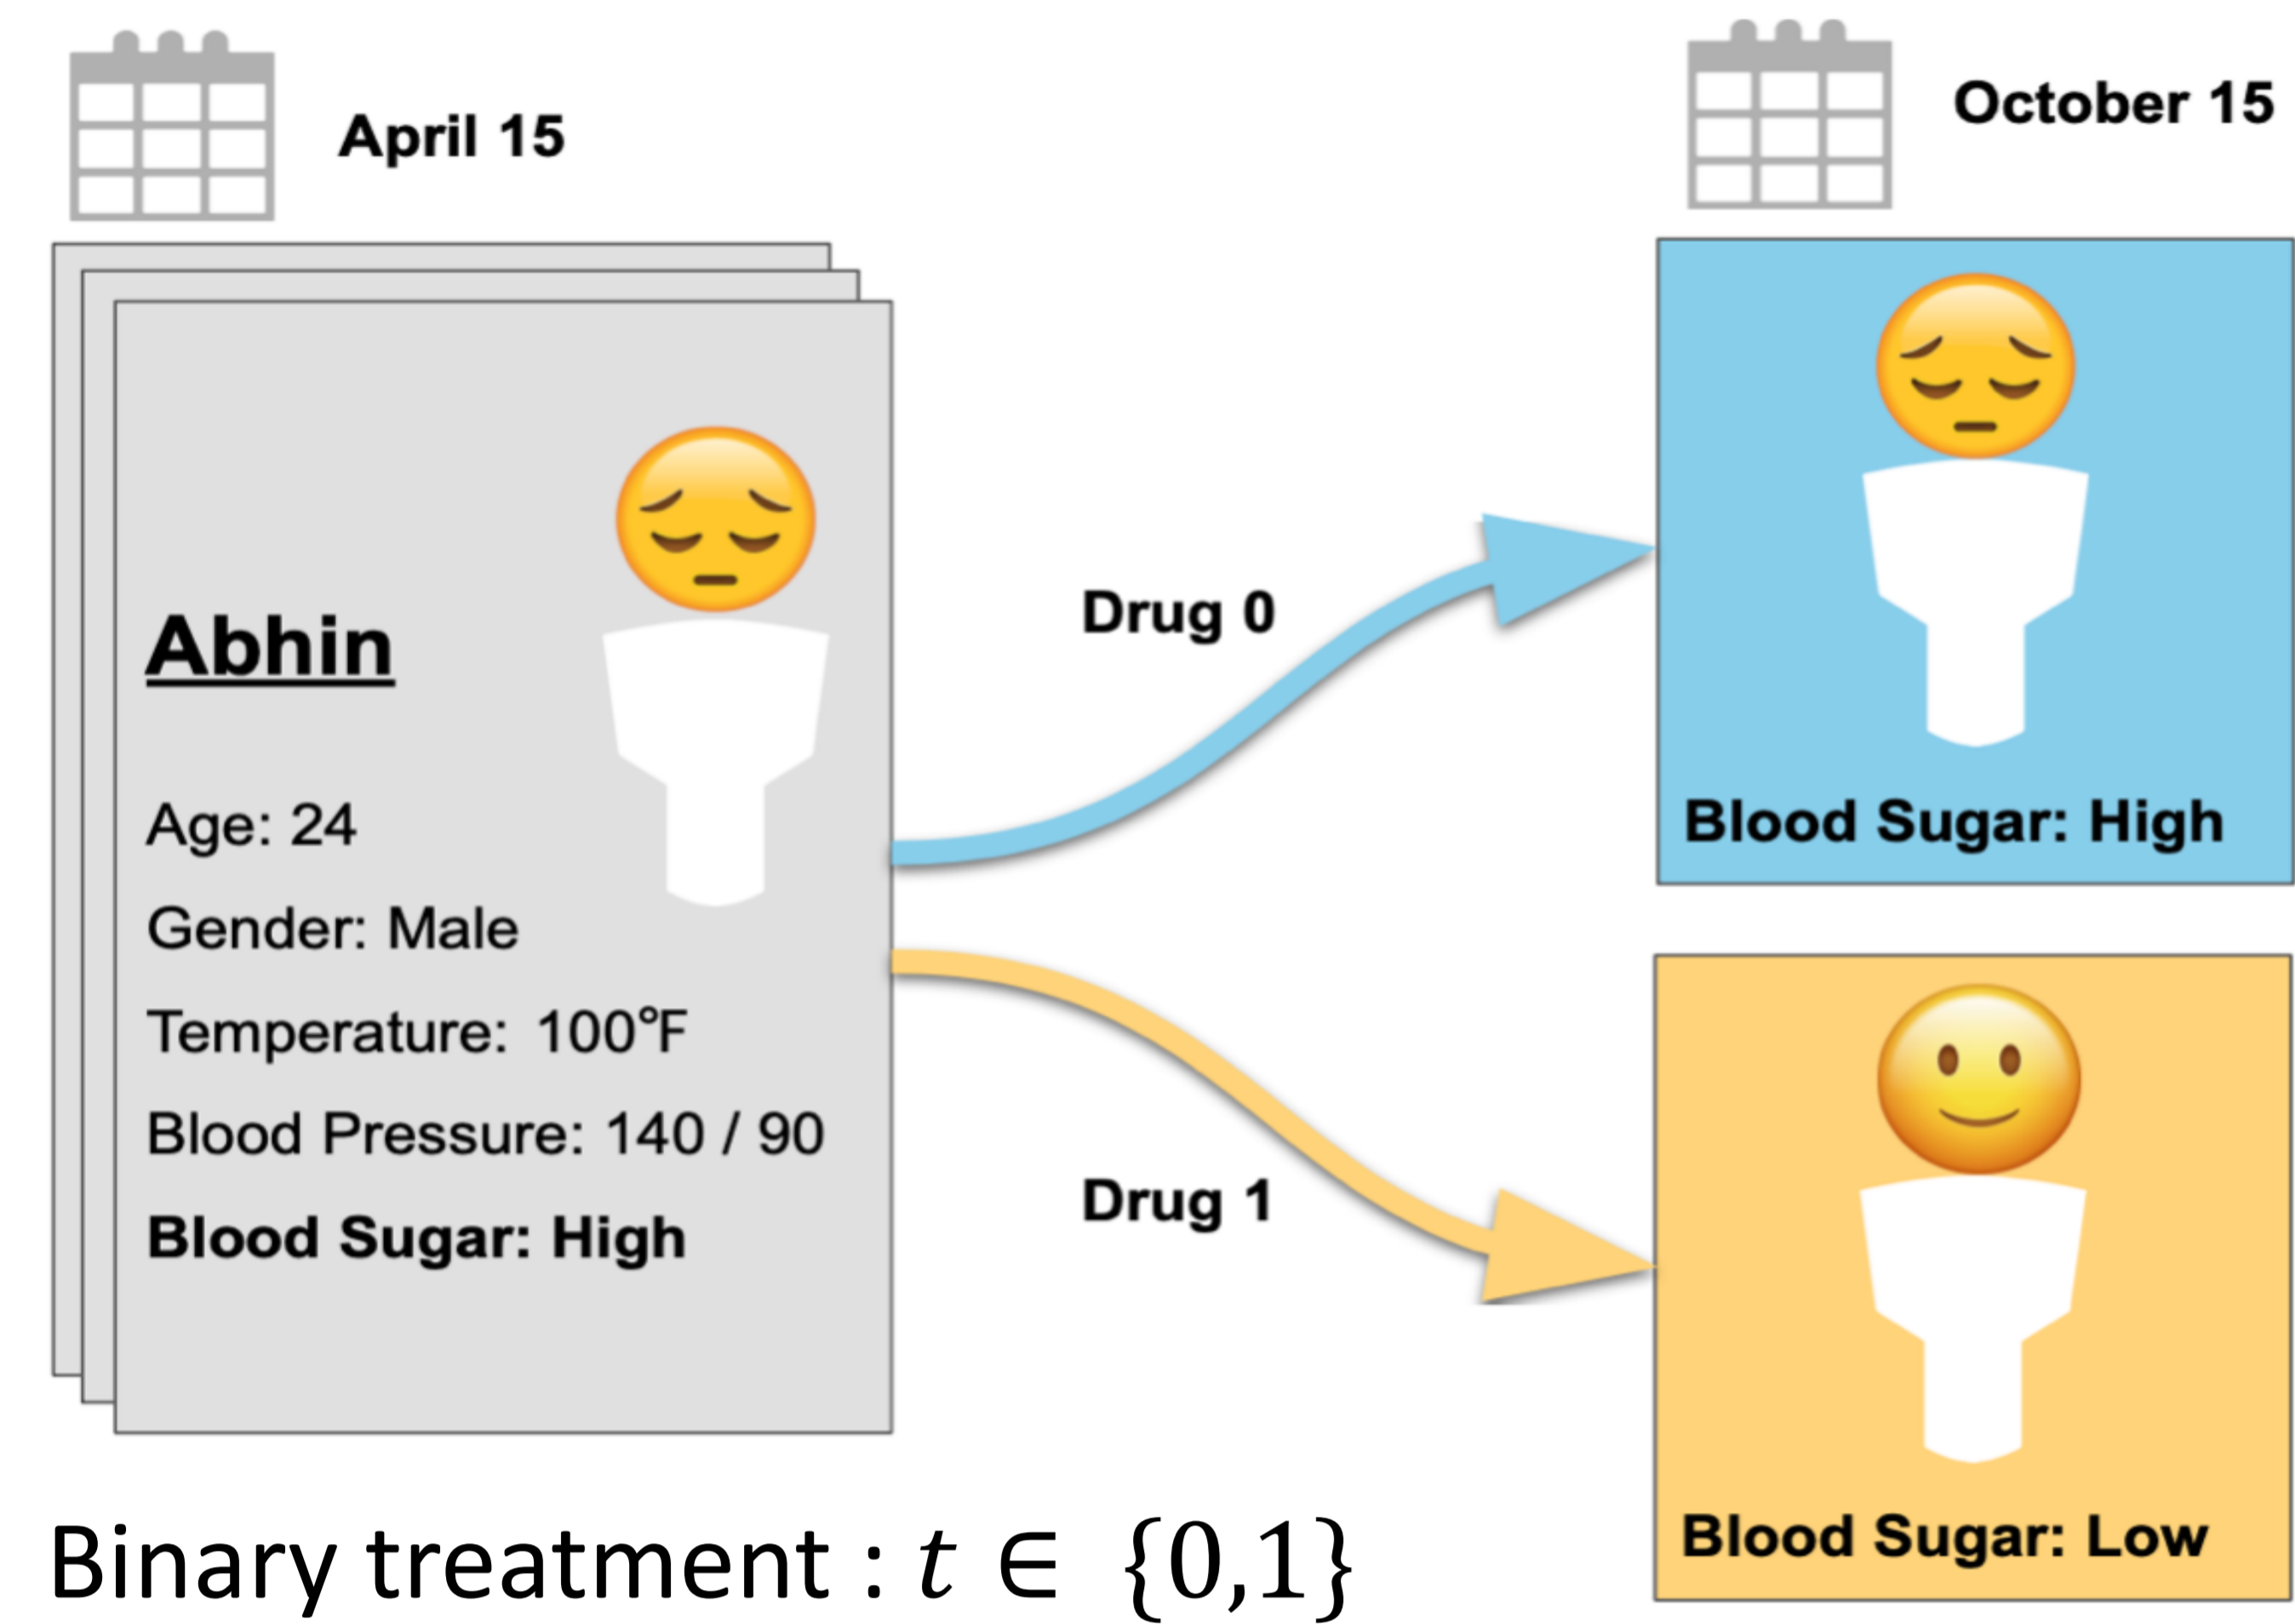 April 15
October 15
Abhin
Age: 24
Gender: Male
Temperature: 100°F
Blood Pressure: 140 / 90
Blood Sugar: High
Drug 0
Drug 1
Blood Sugar: High
Blood Sugar: Low
Binary treatment : t ∈ {0,1}